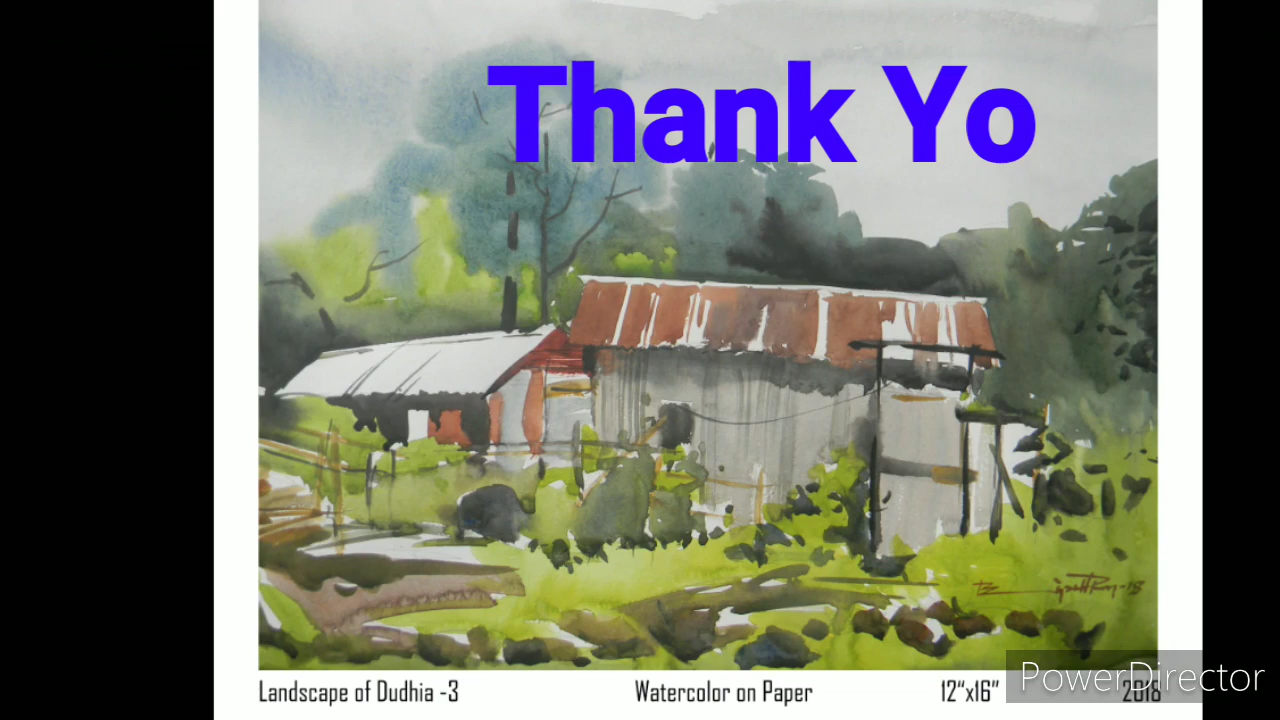 Thank Yo
Landscape of Dudhia -3 Watercolor on Paper 12“x16” 2018
PowerDirector